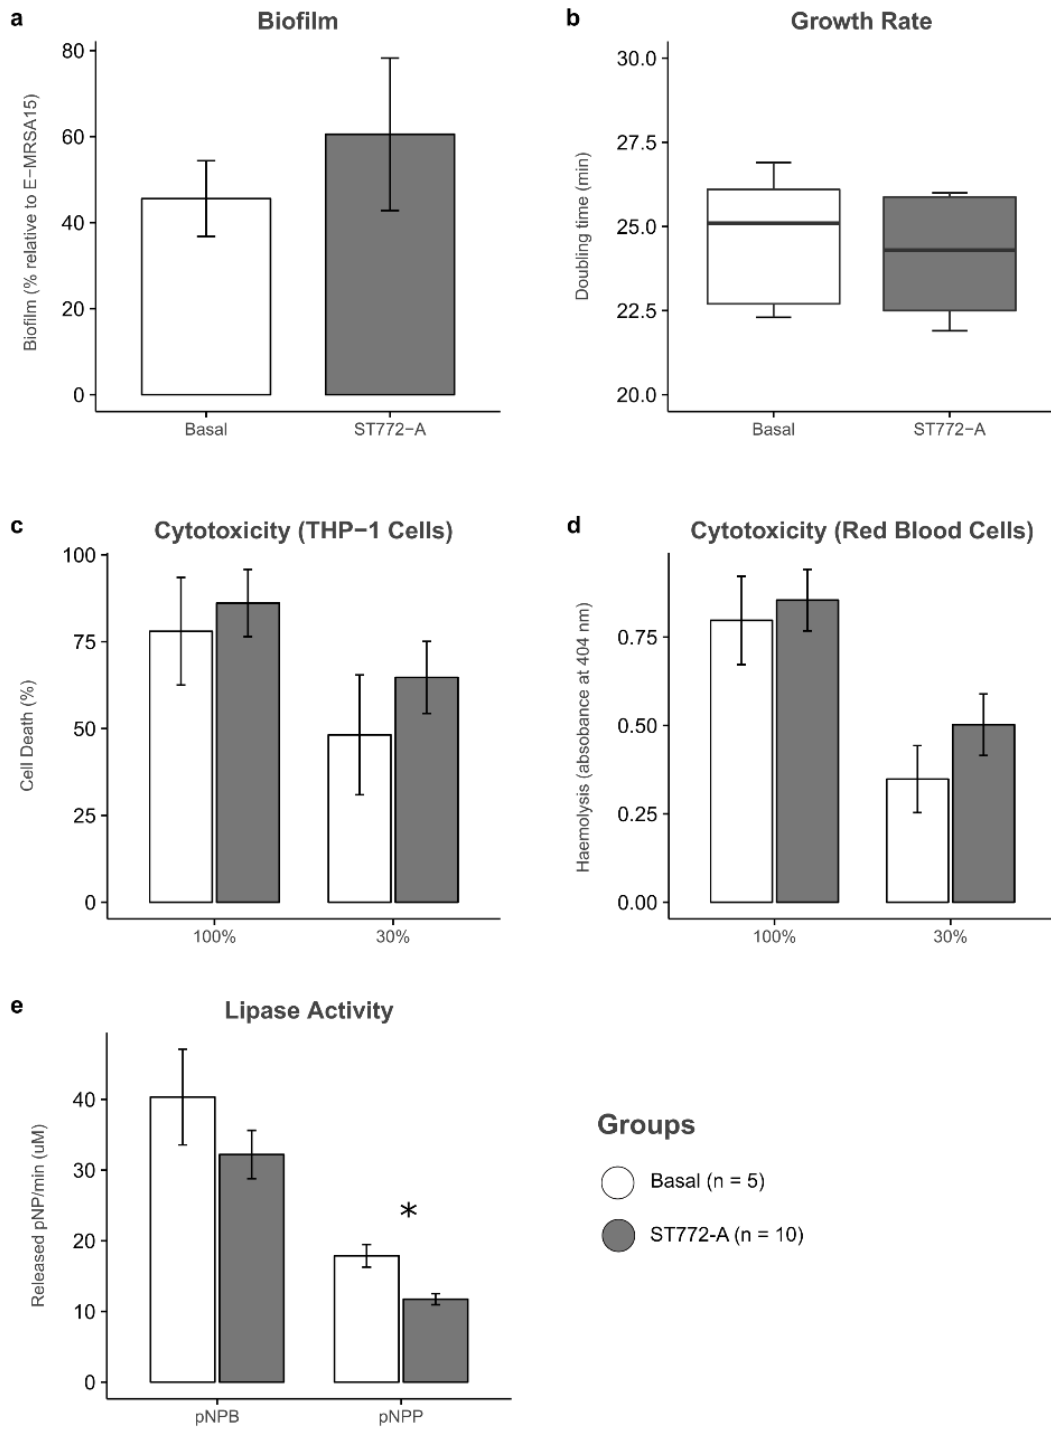 a
Biofilm
Biofilm (% relative to E−MRSA15)
80
60
40
20
0
Basal
ST772−A
b
Growth Rate
Doubling time (min)
30.0
27.5
25.0
22.5
20.0
Basal
ST772−A
c
Cytotoxicity (THP−1 Cells)
Cell Death (%)
100
75
50
25
0
100%
30%
d
Cytotoxicity (Red Blood Cells)
Haemolysis (absobance at 404 nm)
0.75
0.50
0.25
0.00
100%
30%
e
Lipase Activity
Released pNP/min (uM)
40
30
20
10
0
*
pNPB
pNPP
Groups
Basal (n = 5)
ST772-A (n = 10)